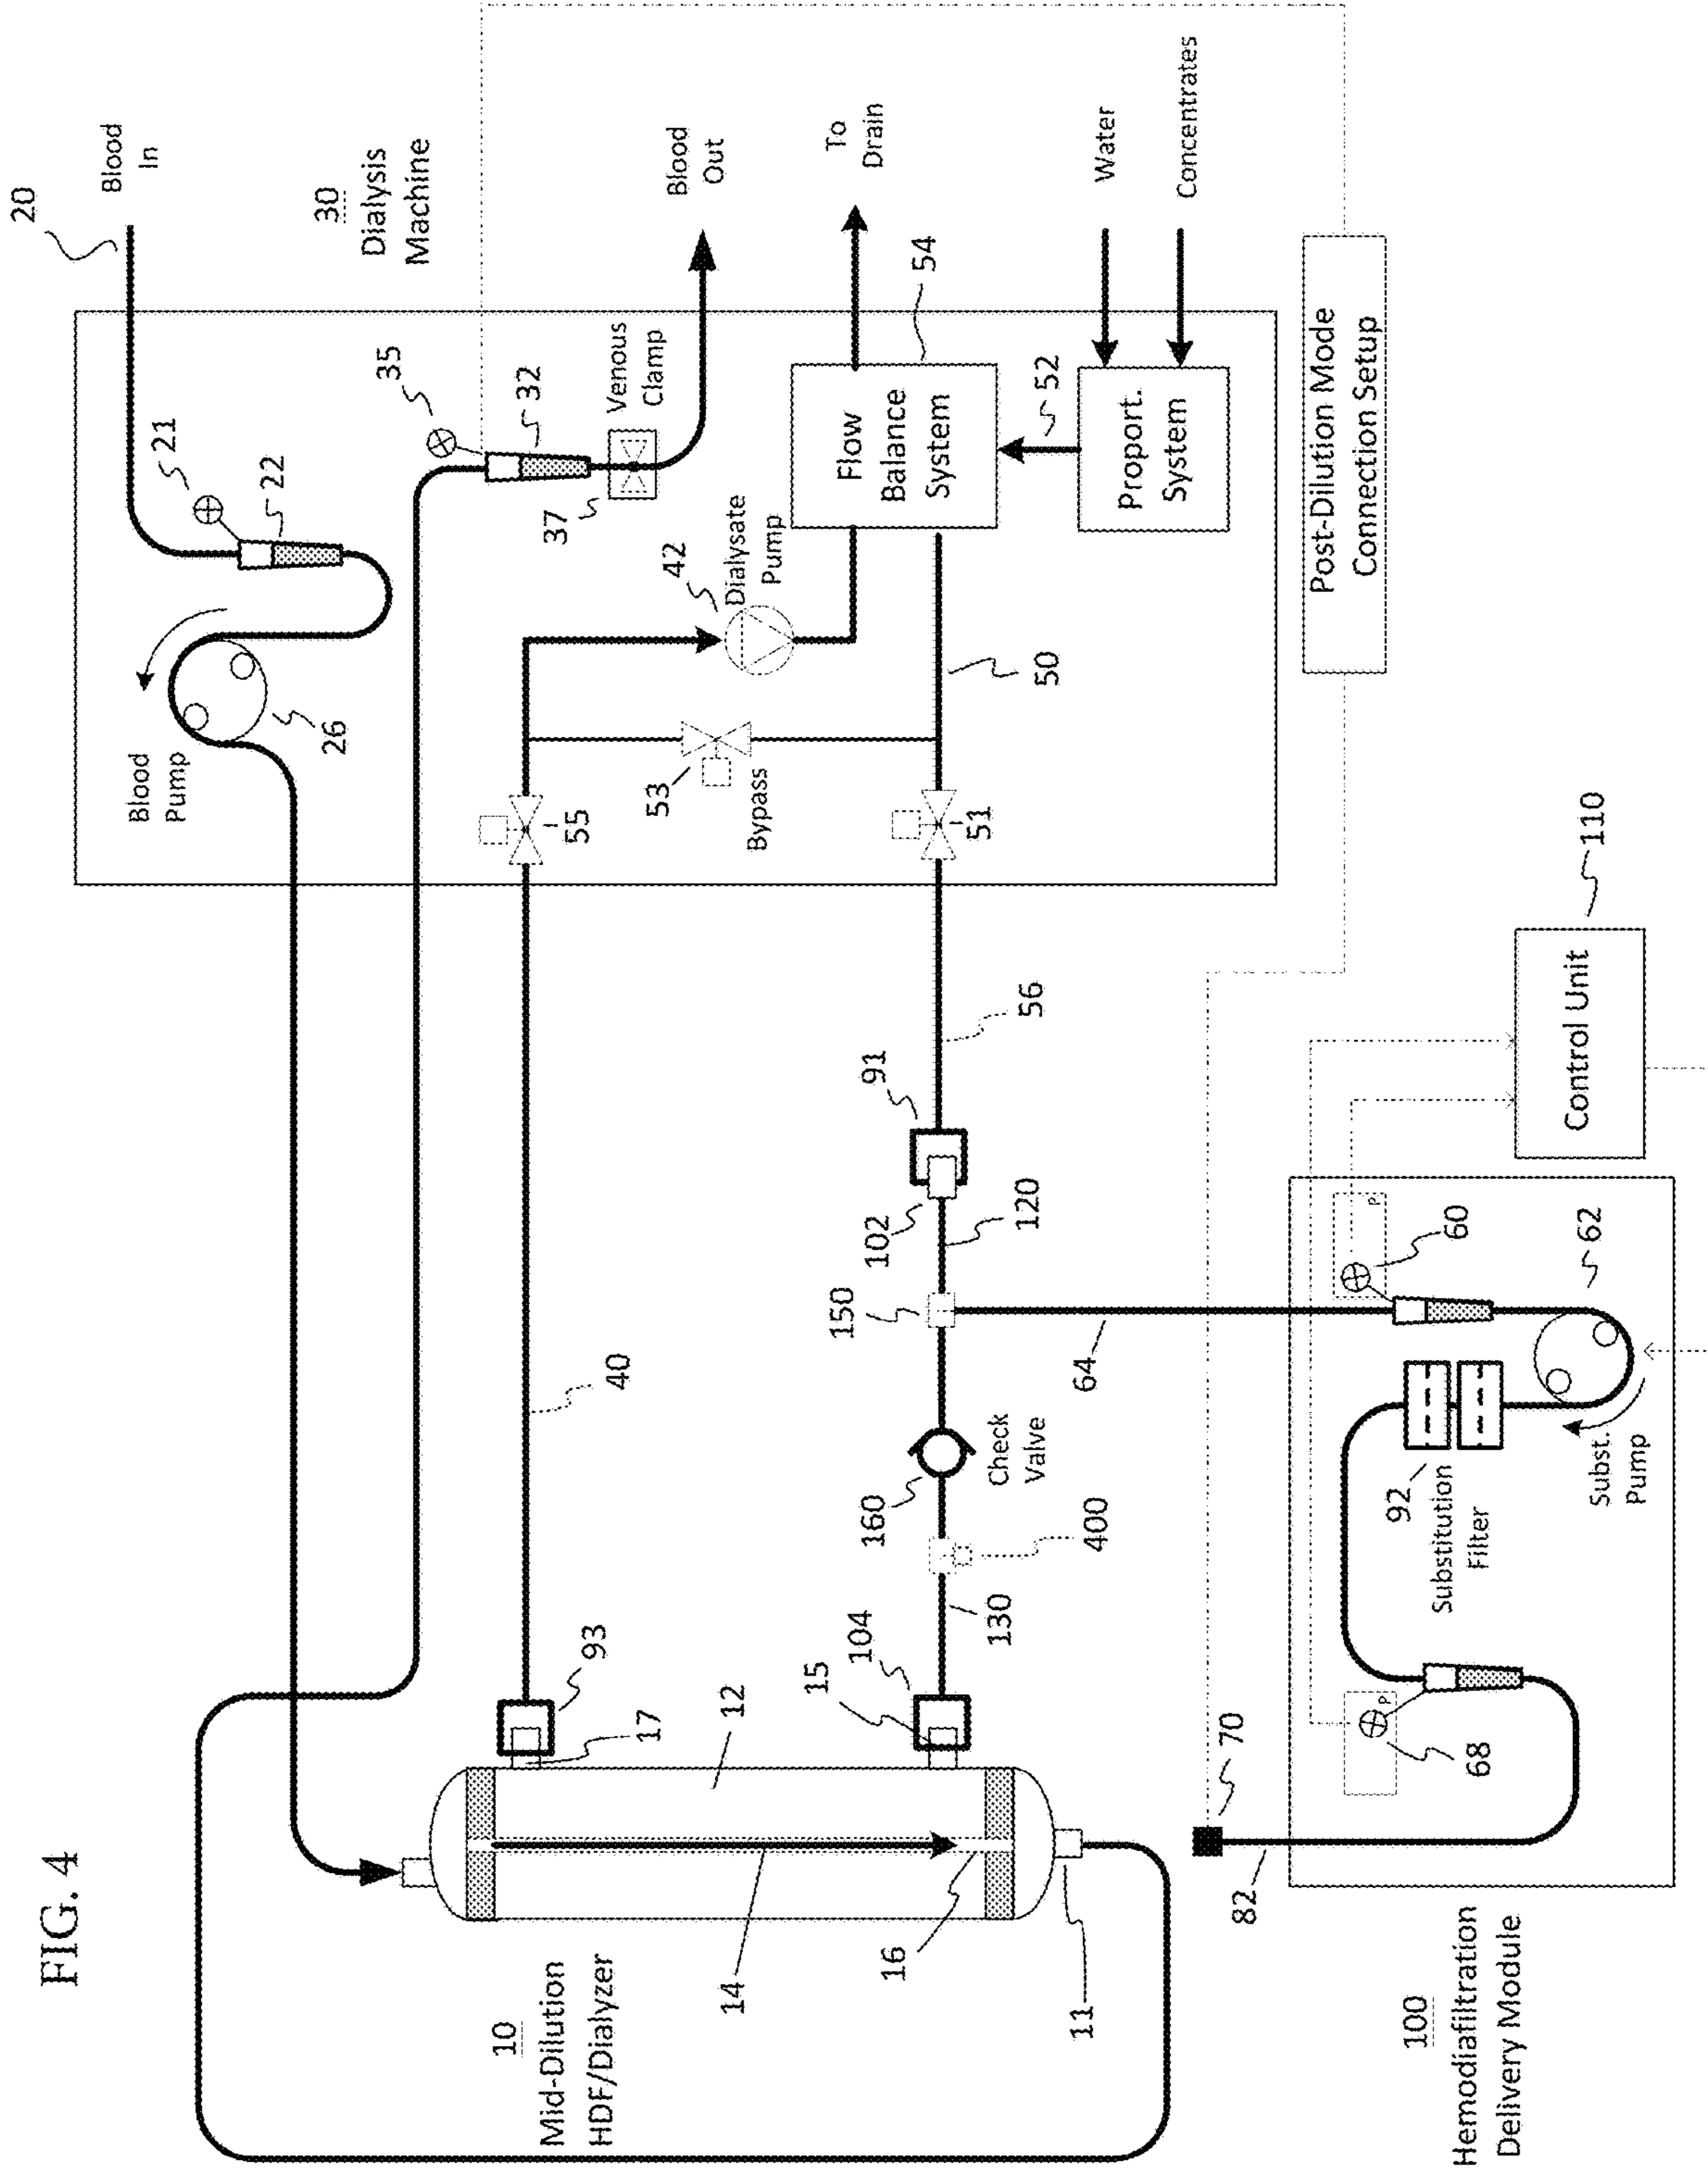 FIG. 4
20
Blood
In
30
Dialysis
Machine
21
22
35
32
Blood
Pump
26
37
Venous
Clamp
Blood
Out
To
Drain
Water
Concentrates
42
Dialysate
Pump
Flow
Balance
System
54
52
Proport.
System
50
53
Bypass
55
51
Post-Dilution Mode
Connection Setup
40
56
91
102
120
150
64
Check
Valve
160
400
130
104
15
93
17
12
14
16
11
10
Mid-Dilution
HDF/Dialyzer
110
Control Unit
P
60
62
92
Substitution
Filter
Subst.
Pump
P
68
70
82
100
Hemodiafiltration
Delivery Module